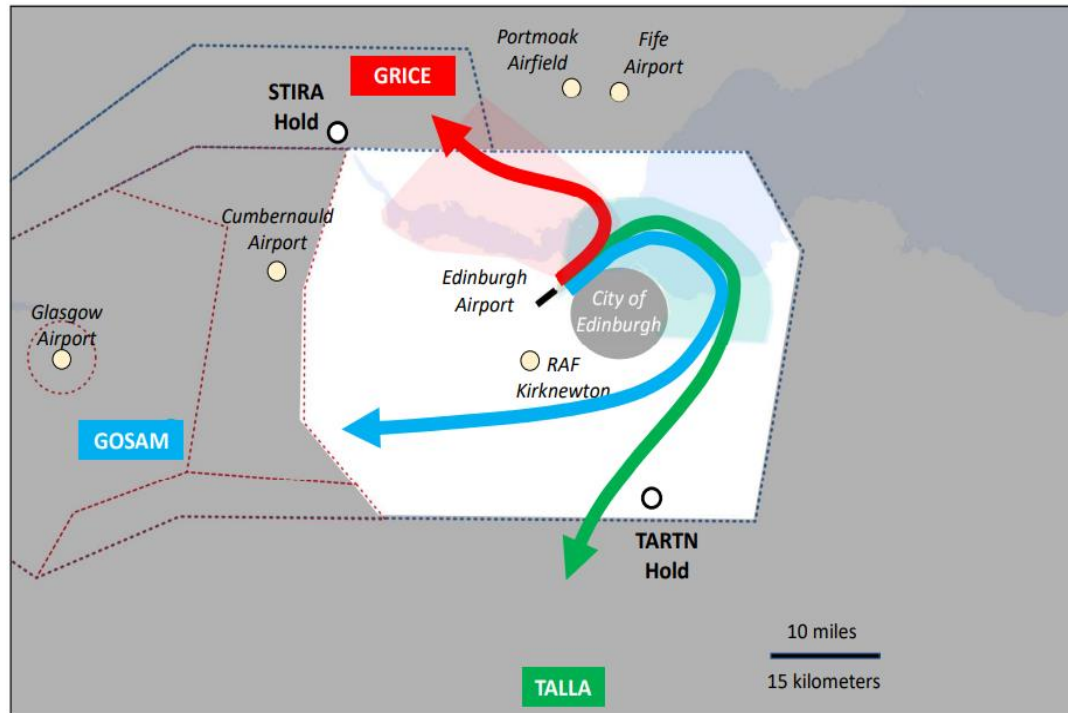 Portmoak
Airfield
Fife
Airport
GRICE
STIRA
Hold
Cumbernauld
Airport
Edinburgh
Airport
City of
Edinburgh
Glasgow
Airport
RAF
Kirknewton
GOSAM
TARTN
Hold
10 miles
15 kilometers
TALLA